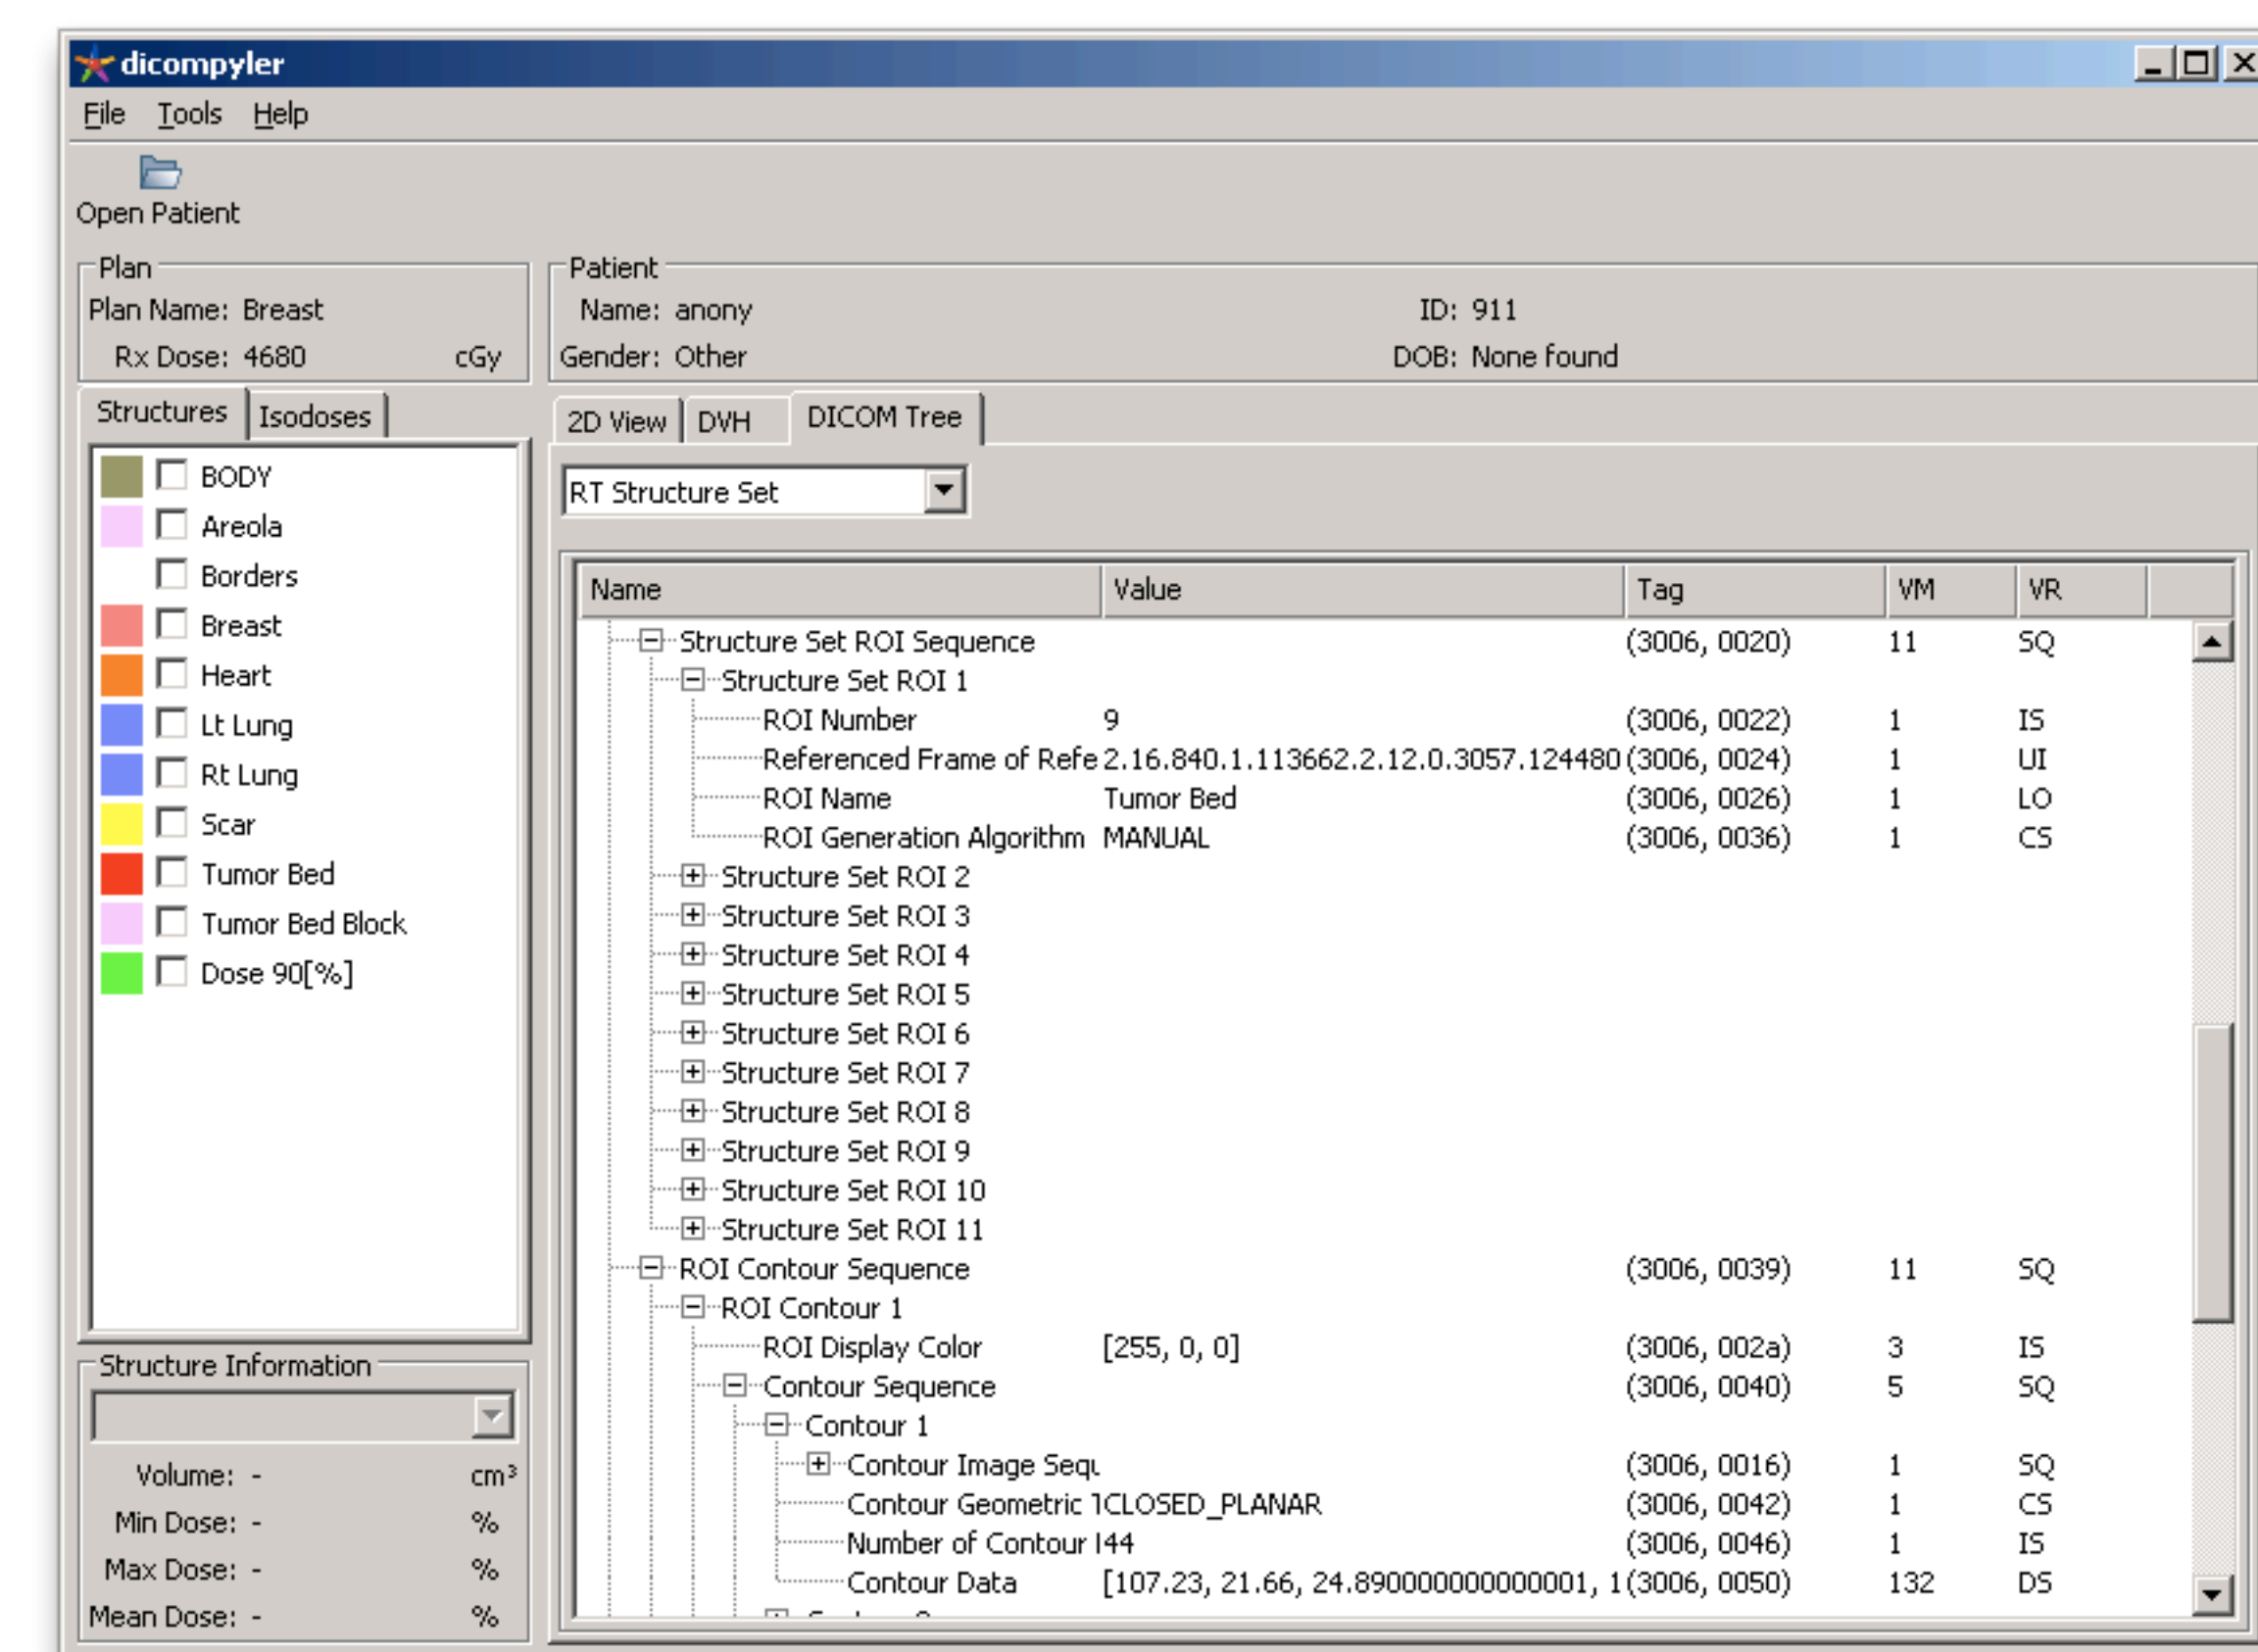 dicompyler
File Tools Help
Open Patient
Plan
Plan Name: Breast
Rx Dose: 4680 cGy
Patient
Name: anony ID: 911
Gender: Other DOB: None found
Structures Isodoses
BODY
Areola
Borders
Breast
Heart
Lt Lung
Rt Lung
Scar
Tumor Bed
Tumor Bed Block
Dose 90[%]
Structure Information
Volume: - cm³
Min Dose: - %
Max Dose: - %
Mean Dose: - %
2D View DVH DICOM Tree
RT Structure Set
Name Value Tag VM VR
Structure Set ROI Sequence (3006, 0020) 11 SQ
Structure Set ROI 1
ROI Number 9 (3006, 0022) 1 IS
Referenced Frame of Refe 2.16.840.1.113662.2.12.0.3057.124480 (3006, 0024) 1 UI
ROI Name Tumor Bed (3006, 0026) 1 LO
ROI Generation Algorithm MANUAL (3006, 0036) 1 CS
Structure Set ROI 2
Structure Set ROI 3
Structure Set ROI 4
Structure Set ROI 5
Structure Set ROI 6
Structure Set ROI 7
Structure Set ROI 8
Structure Set ROI 9
Structure Set ROI 10
Structure Set ROI 11
ROI Contour Sequence (3006, 0039) 11 SQ
ROI Contour 1
ROI Display Color [255, 0, 0] (3006, 002a) 3 IS
Contour Sequence (3006, 0040) 5 SQ
Contour 1
Contour Image Sequ (3006, 0016) 1 SQ
Contour Geometric CLOSED_PLANAR (3006, 0042) 1 CS
Number of Contour 44 (3006, 0046) 1 IS
Contour Data [107.23, 21.66, 24.890000000000001, 1 (3006, 0050) 132 DS